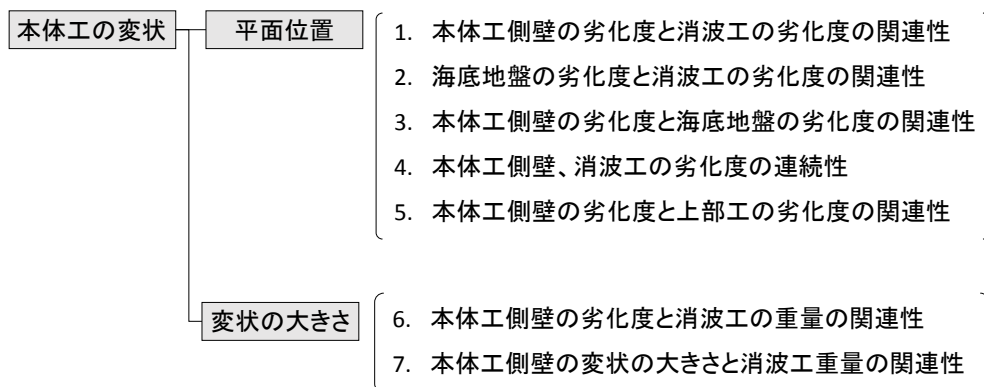 本体工の変状
平面位置
1. 本体工側壁の劣化度と消波工の劣化度の関連性
2. 海底地盤の劣化度と消波工の劣化度の関連性
3. 本体工側壁の劣化度と海底地盤の劣化度の関連性
4. 本体工側壁、消波工の劣化度の連続性
5. 本体工側壁の劣化度と上部工の劣化度の関連性
変状の大きさ
6. 本体工側壁の劣化度と消波工の重量の関連性
7. 本体工側壁の変状の大きさと消波工重量の関連性